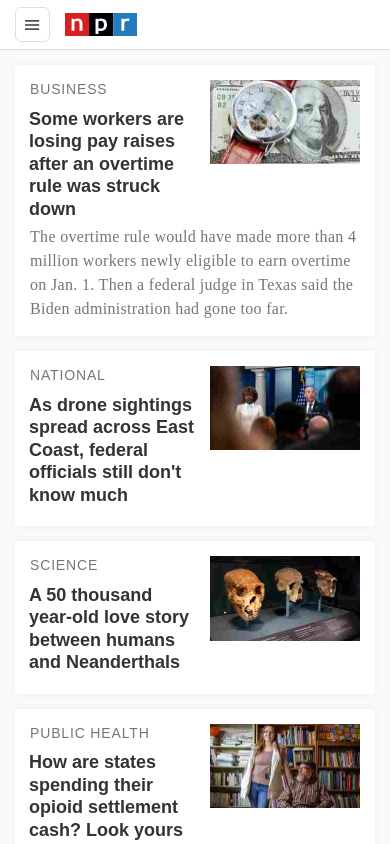 npr
BUSINESS
Some workers are
losing pay raises
after an overtime
rule was struck
down
The overtime rule would have made more than 4
million workers newly eligible to earn overtime
on Jan. 1. Then a federal judge in Texas said the
Biden administration had gone too far.
NATIONAL
As drone sightings
spread across East
Coast, federal
officials still don't
know much
SCIENCE
A 50 thousand
year-old love story
between humans
and Neanderthals
PUBLIC HEALTH
How are states
spending their
opioid settlement
cash? Look yours